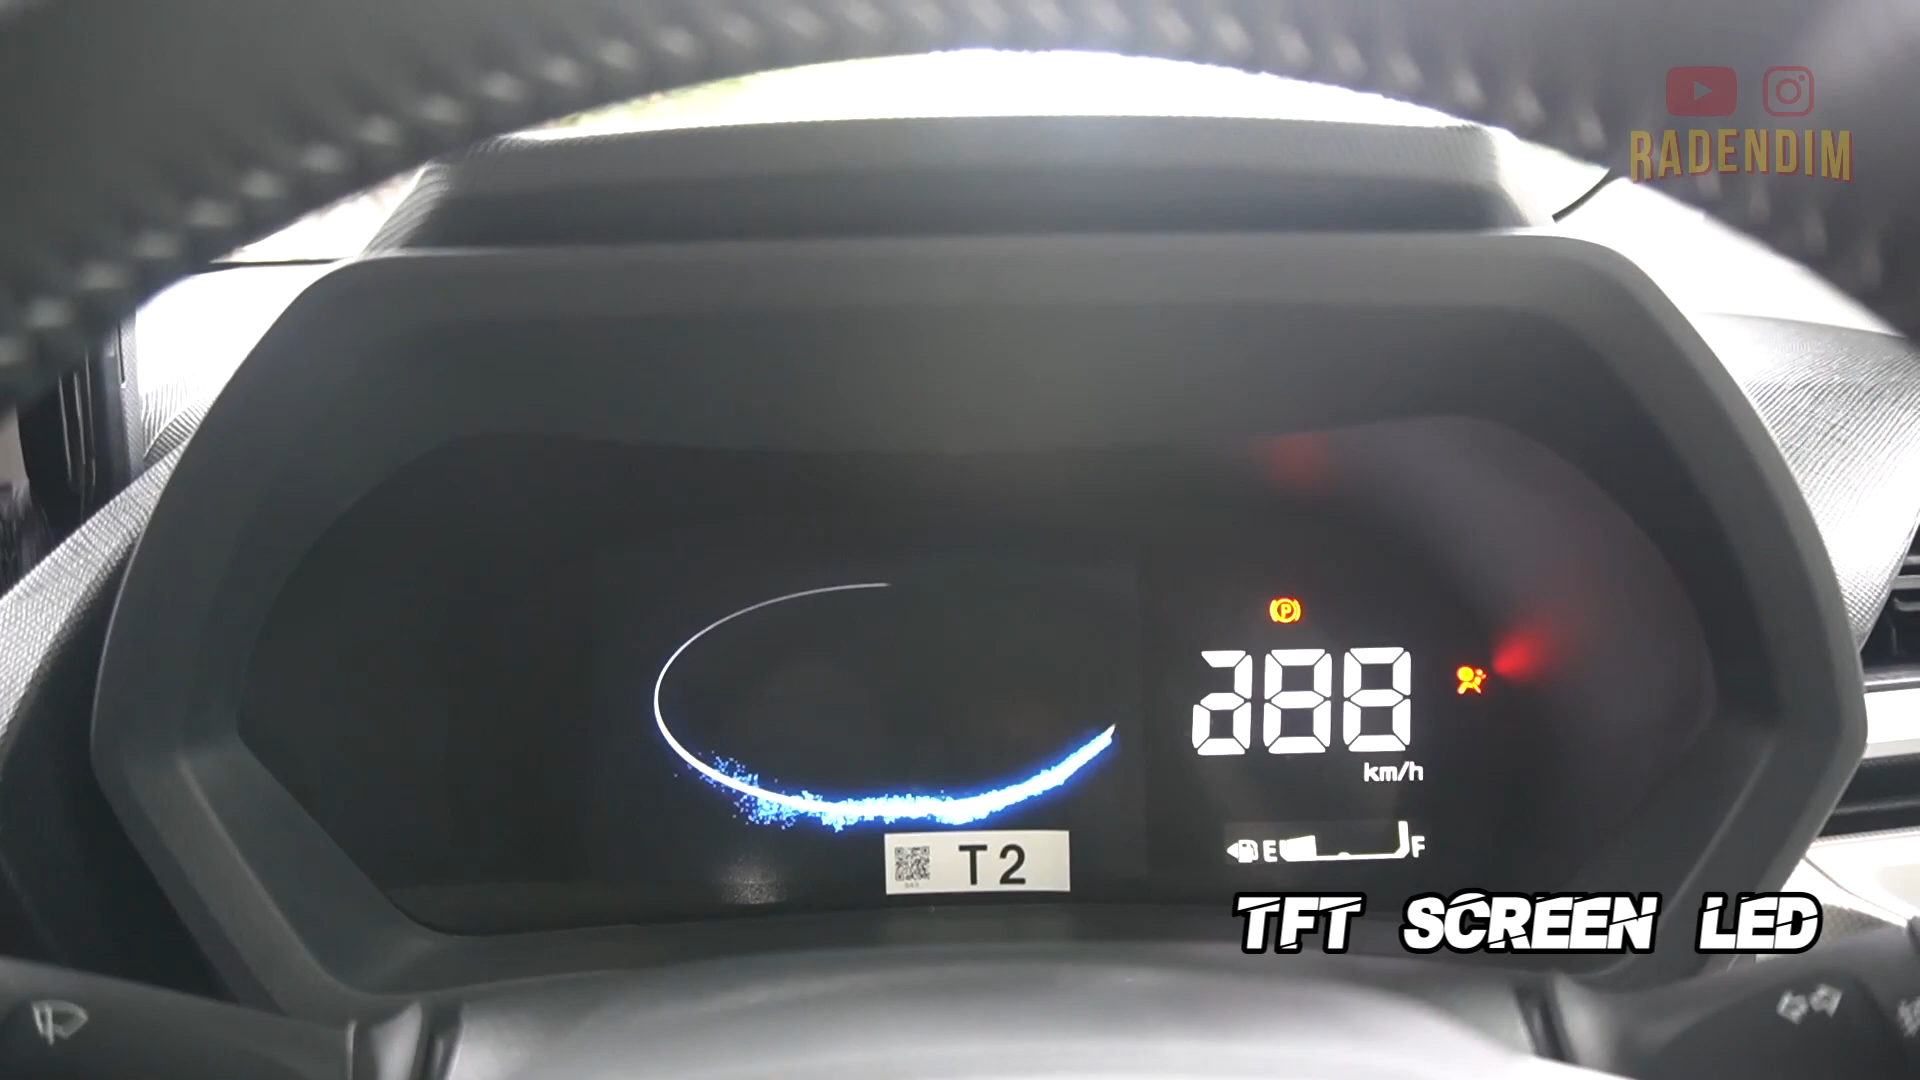 RADENDIM
P
288
km/h
E F
T2
TFT SCREEN LED